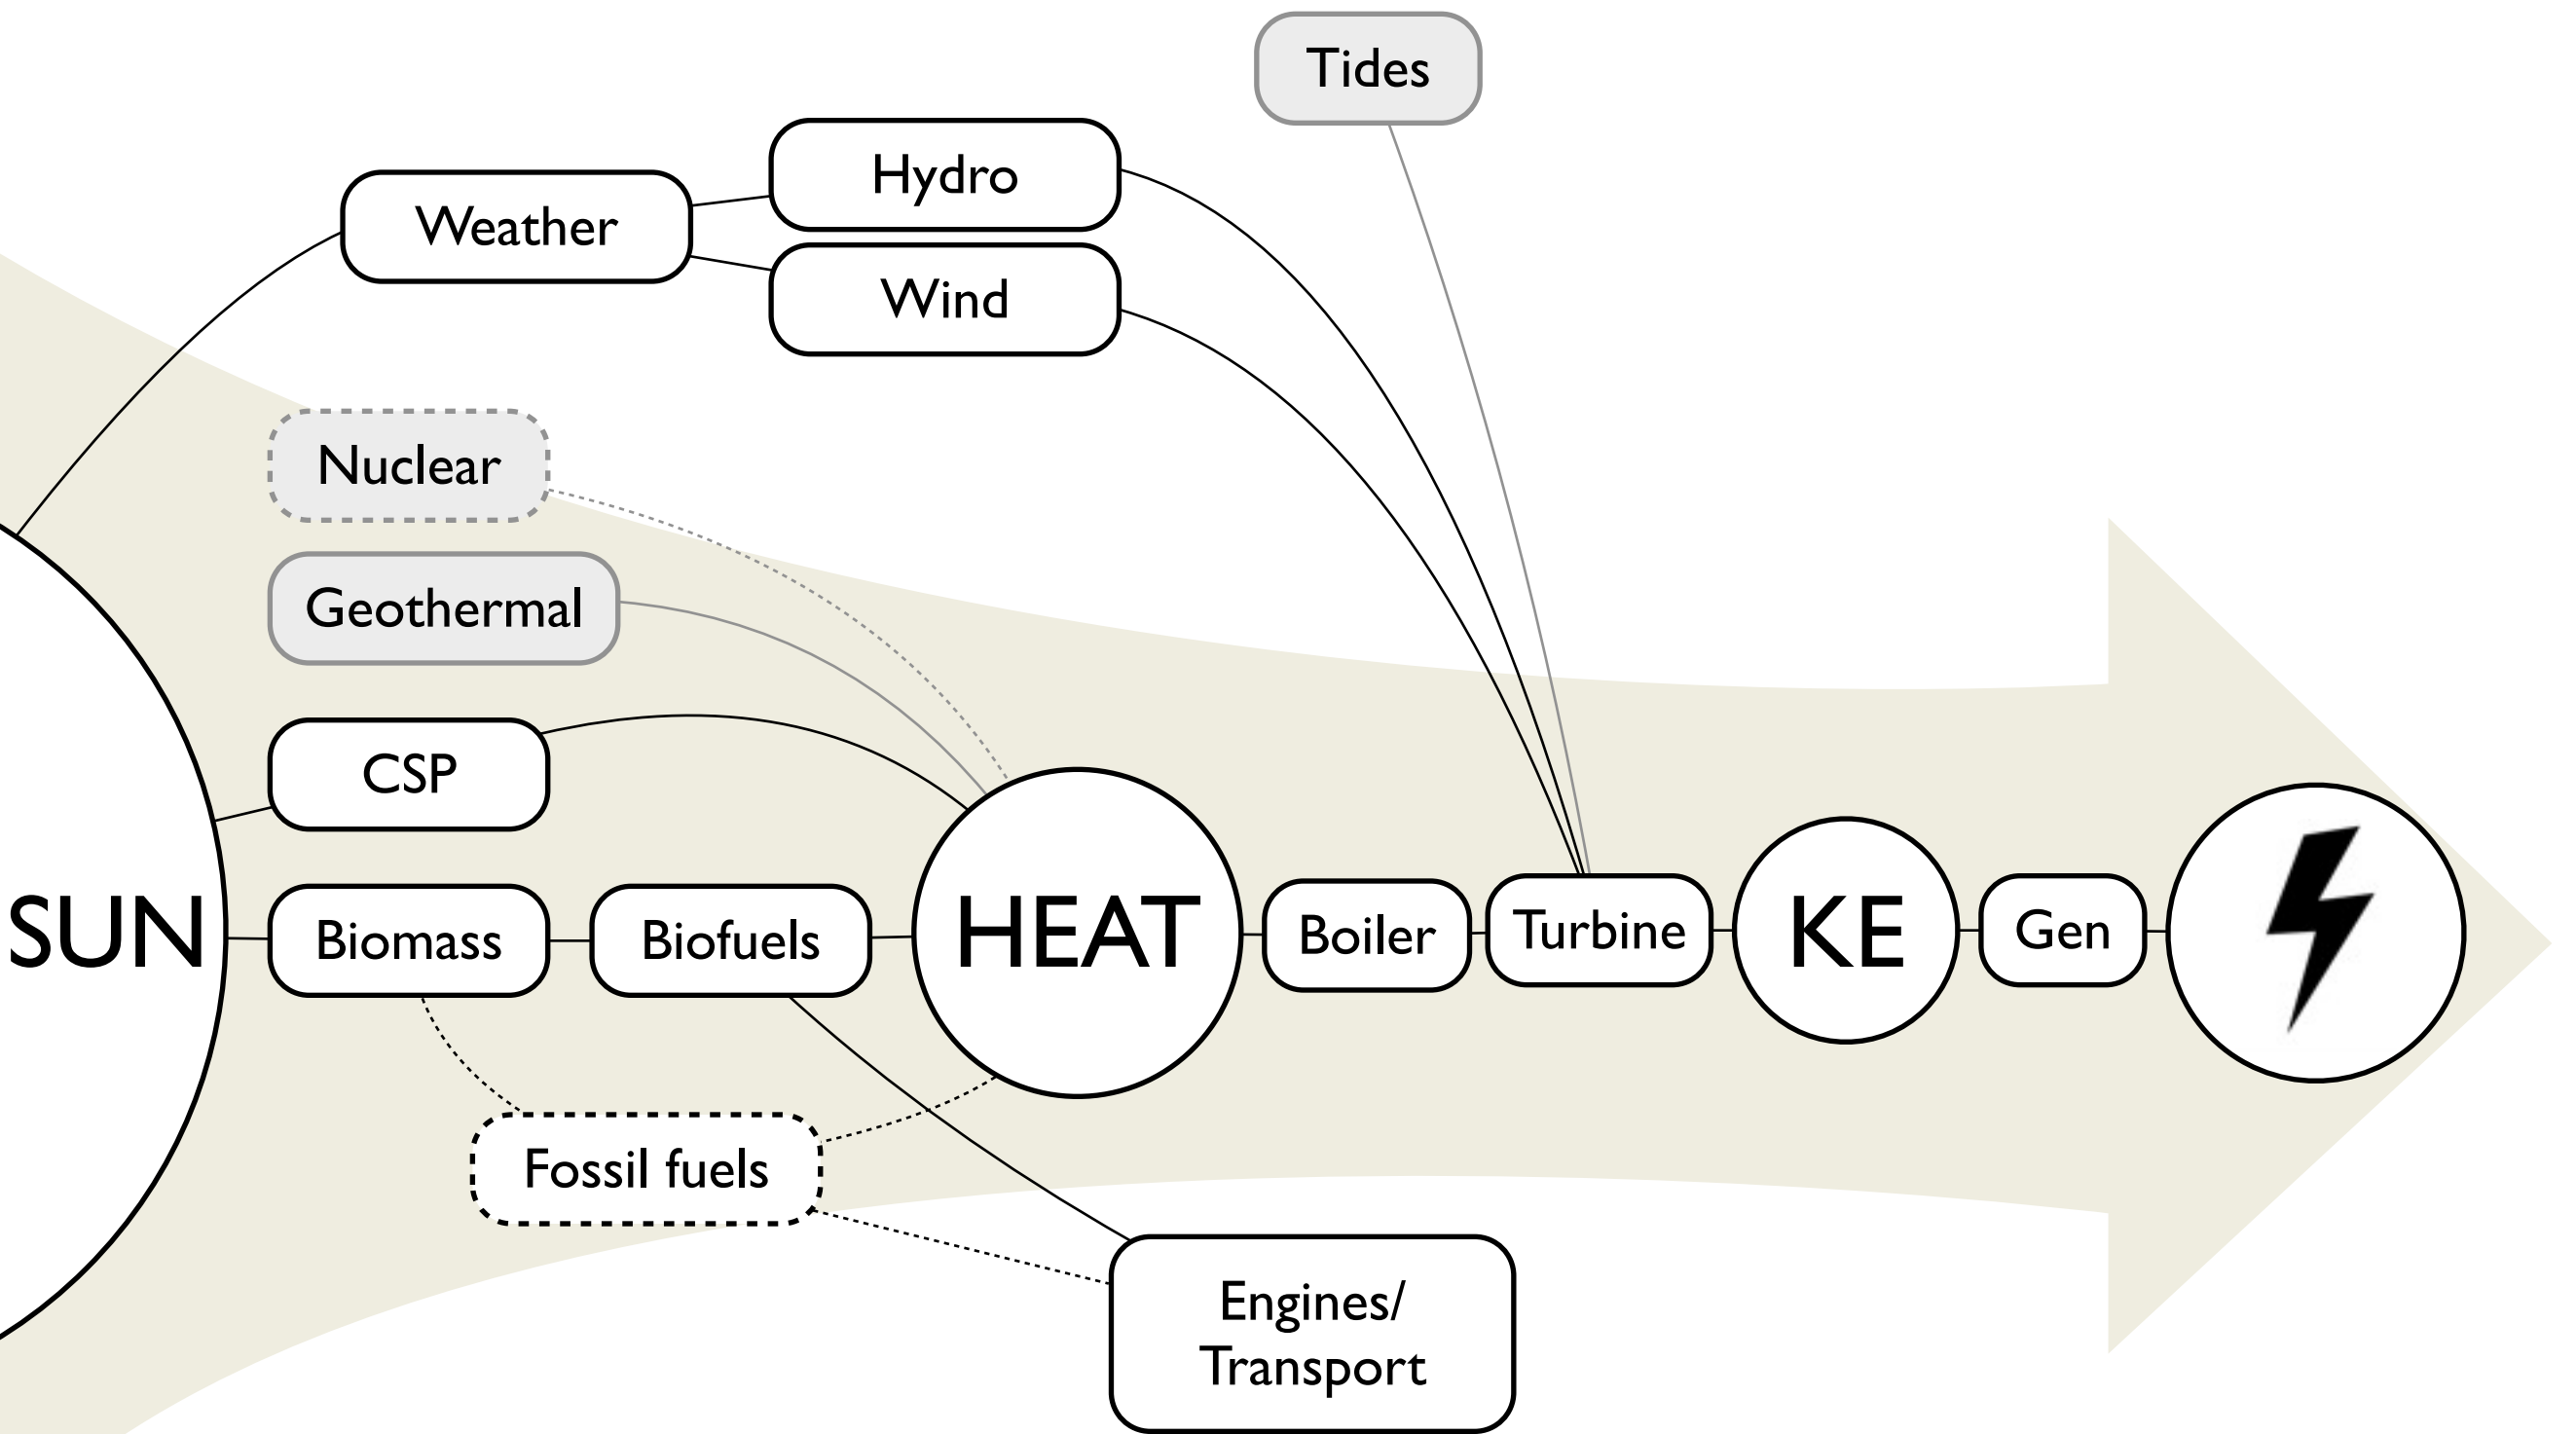 Tides
Hydro
Weather
Wind
Nuclear
Geothermal
CSP
SUN
Biomass
Biofuels
HEAT
Boiler
Turbine
KE
Gen
Fossil fuels
Engines/
Transport